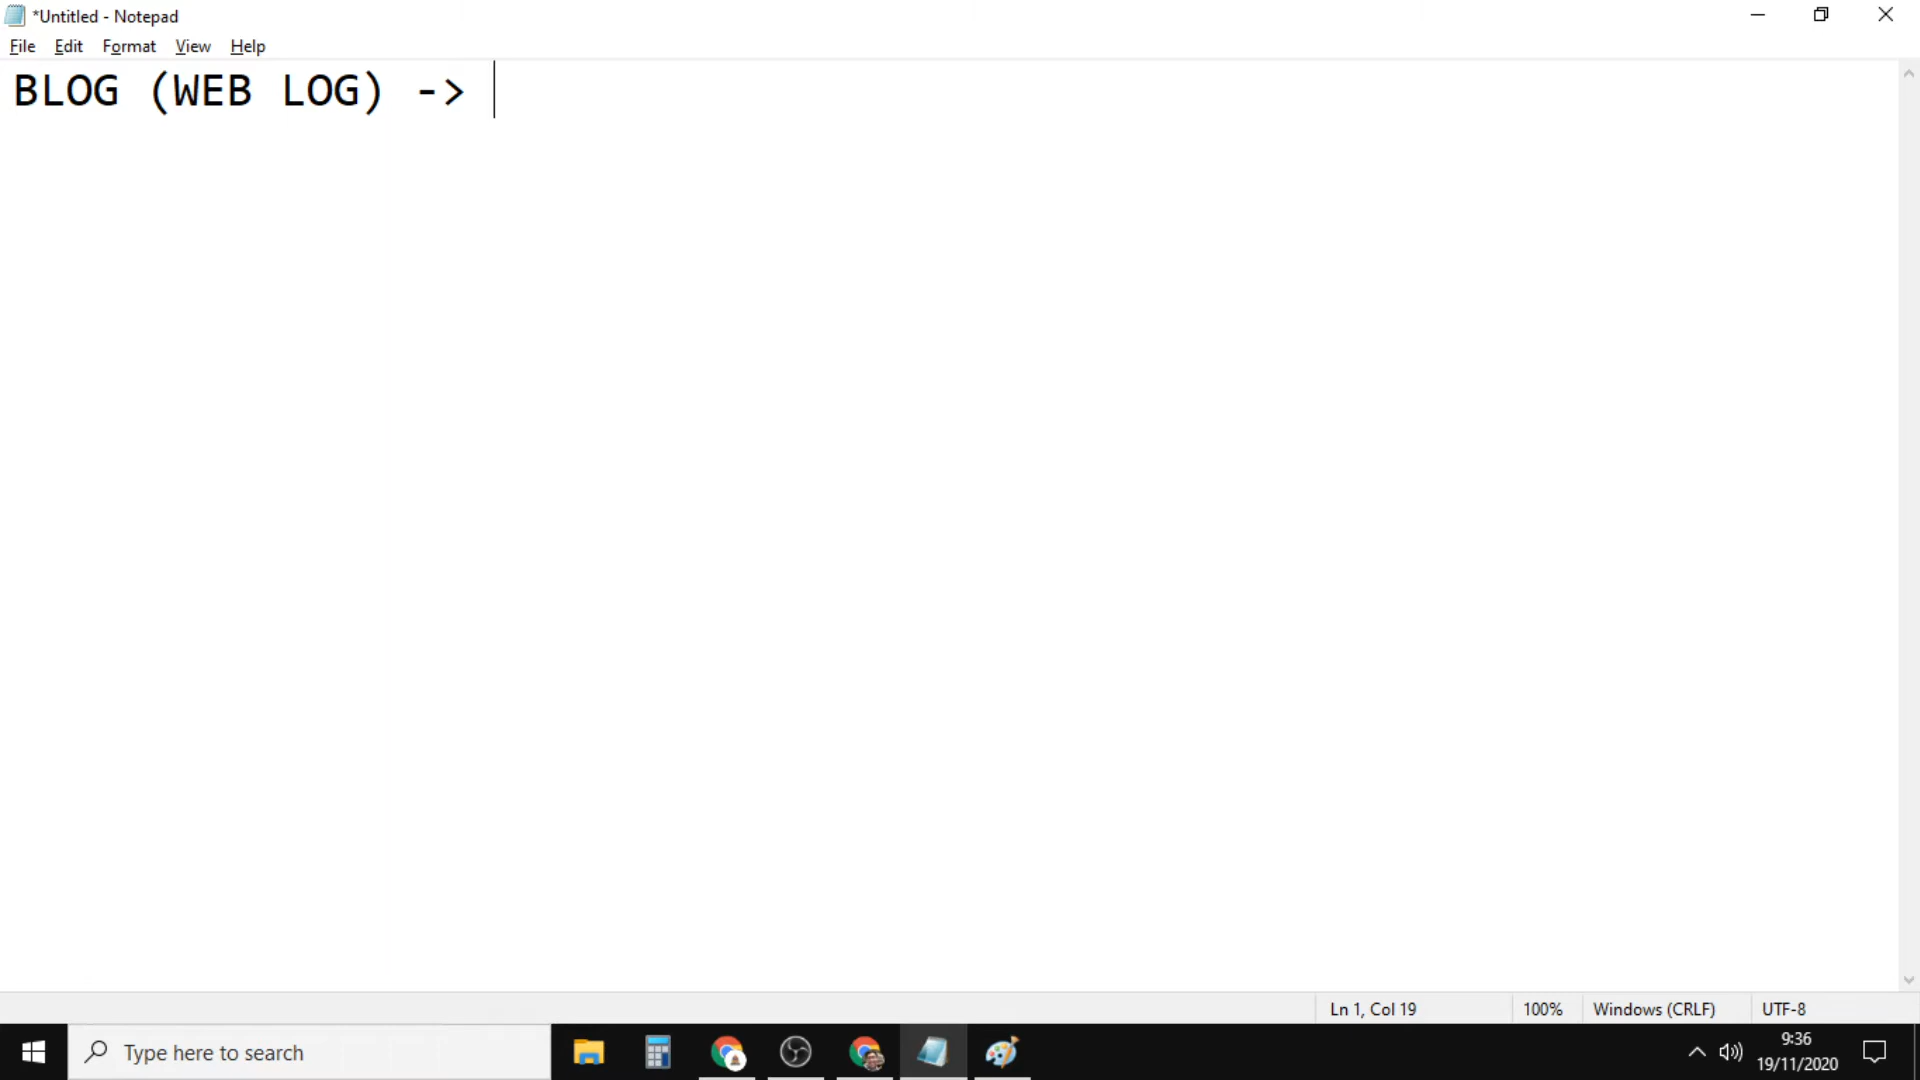 *Untitled - Notepad
File Edit Format View Help
BLOG (WEB LOG) ->
Ln 1, Col 19 100% Windows (CRLF) UTF-8
Type here to search
9:36
19/11/2020